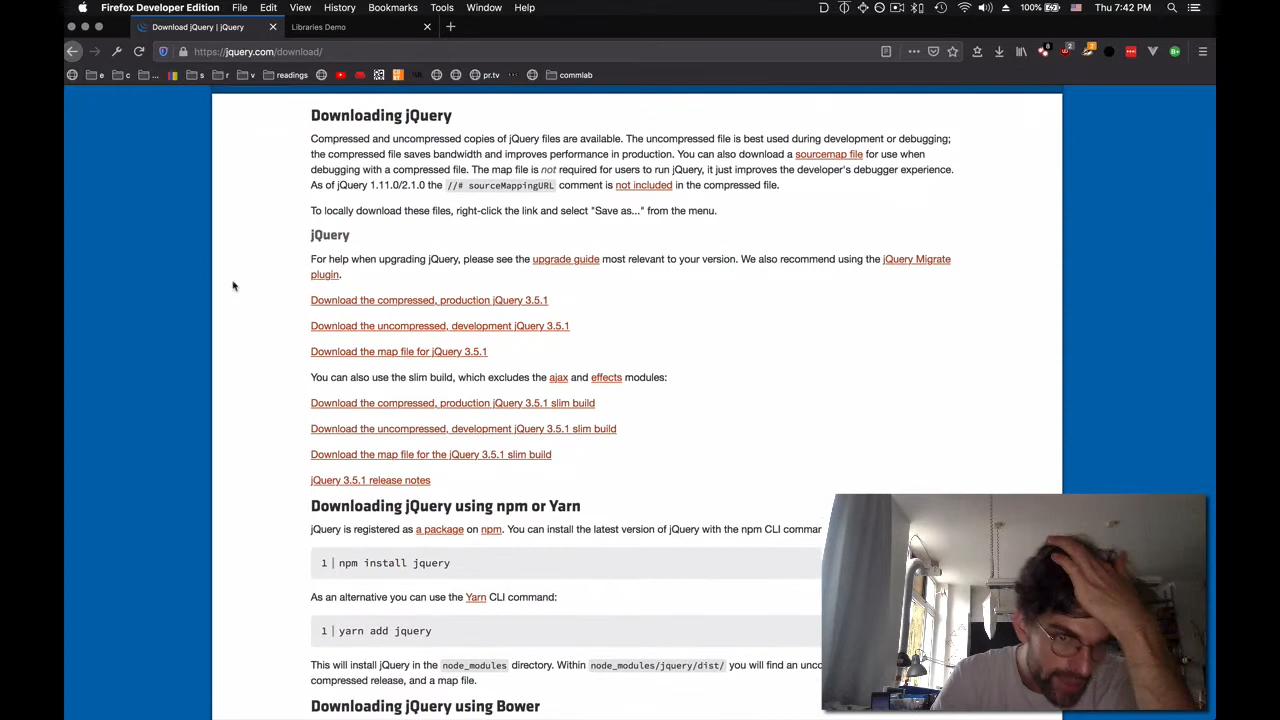 Firefox Developer Edition File Edit View History Bookmarks Tools Window Help 100% Thu 7:42 PM
Download jQuery | jQuery Libraries Demo
https://jquery.com/download/
e c ... s r v readings pr.tv commlab
Downloading jQuery
Compressed and uncompressed copies of jQuery files are available. The uncompressed file is best used during development or debugging;
the compressed file saves bandwidth and improves performance in production. You can also download a sourcemap file for use when
debugging with a compressed file. The map file is not required for users to run jQuery, it just improves the developer's debugger experience.
As of jQuery 1.11.0/2.1.0 the //# sourceMappingURL comment is not included in the compressed file.
To locally download these files, right-click the link and select "Save as..." from the menu.
jQuery
For help when upgrading jQuery, please see the upgrade guide most relevant to your version. We also recommend using the jQuery Migrate
plugin.
Download the compressed, production jQuery 3.5.1
Download the uncompressed, development jQuery 3.5.1
Download the map file for jQuery 3.5.1
You can also use the slim build, which excludes the ajax and effects modules:
Download the compressed, production jQuery 3.5.1 slim build
Download the uncompressed, development jQuery 3.5.1 slim build
Download the map file for the jQuery 3.5.1 slim build
jQuery 3.5.1 release notes
Downloading jQuery using npm or Yarn
jQuery is registered as a package on npm. You can install the latest version of jQuery with the npm CLI comman
1 npm install jquery
As an alternative you can use the Yarn CLI command:
1 yarn add jquery
This will install jQuery in the node_modules directory. Within node_modules/jquery/dist/ you will find an unco
compressed release, and a map file.
Downloading jQuery using Bower